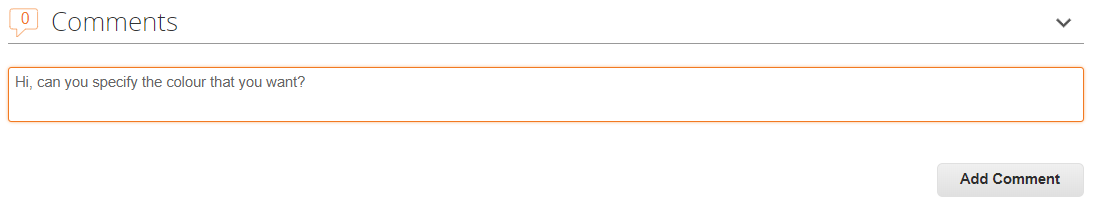 0 Comments
Hi, can you specify the colour that you want?
Add Comment